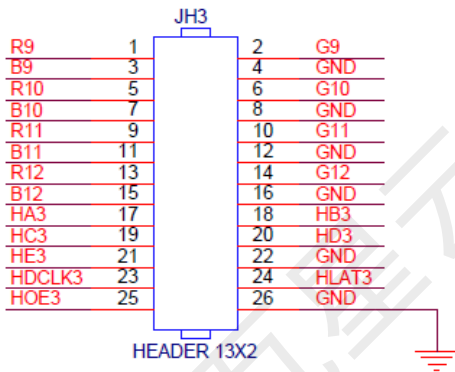 JH3
R9 1 2 G9
B9 3 4 GND
R10 5 6 G10
B10 7 8 GND
R11 9 10 G11
B11 11 12 GND
R12 13 14 G12
B12 15 16 GND
HA3 17 18 HB3
HC3 19 20 HD3
HE3 21 22 GND
HDCLK3 23 24 HLAT3
HOE3 25 26 GND
HEADER 13X2